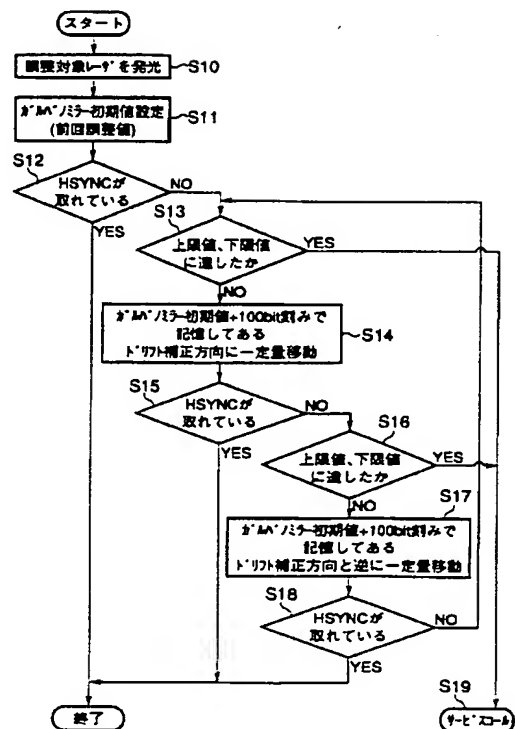 スタート
調整対象レーザを発光
S10
ガルバノミラー初期値設定
(前回調整値)
S11
S12
HSYNCが
取れている
NO
YES
S13
上限値、下限値
に達したか
YES
NO
ガルバノミラー初期値+100bit刻みで
記憶してある
ドリフト補正方向に一定量移動
S14
S15
HSYNCが
取れている
NO
YES
S16
上限値、下限値
に達したか
YES
NO
S17
ガルバノミラー初期値+100bit刻みで
記憶してある
ドリフト補正方向と逆に一定量移動
S18
HSYNCが
取れている
NO
YES
終了
S19
サービスコール